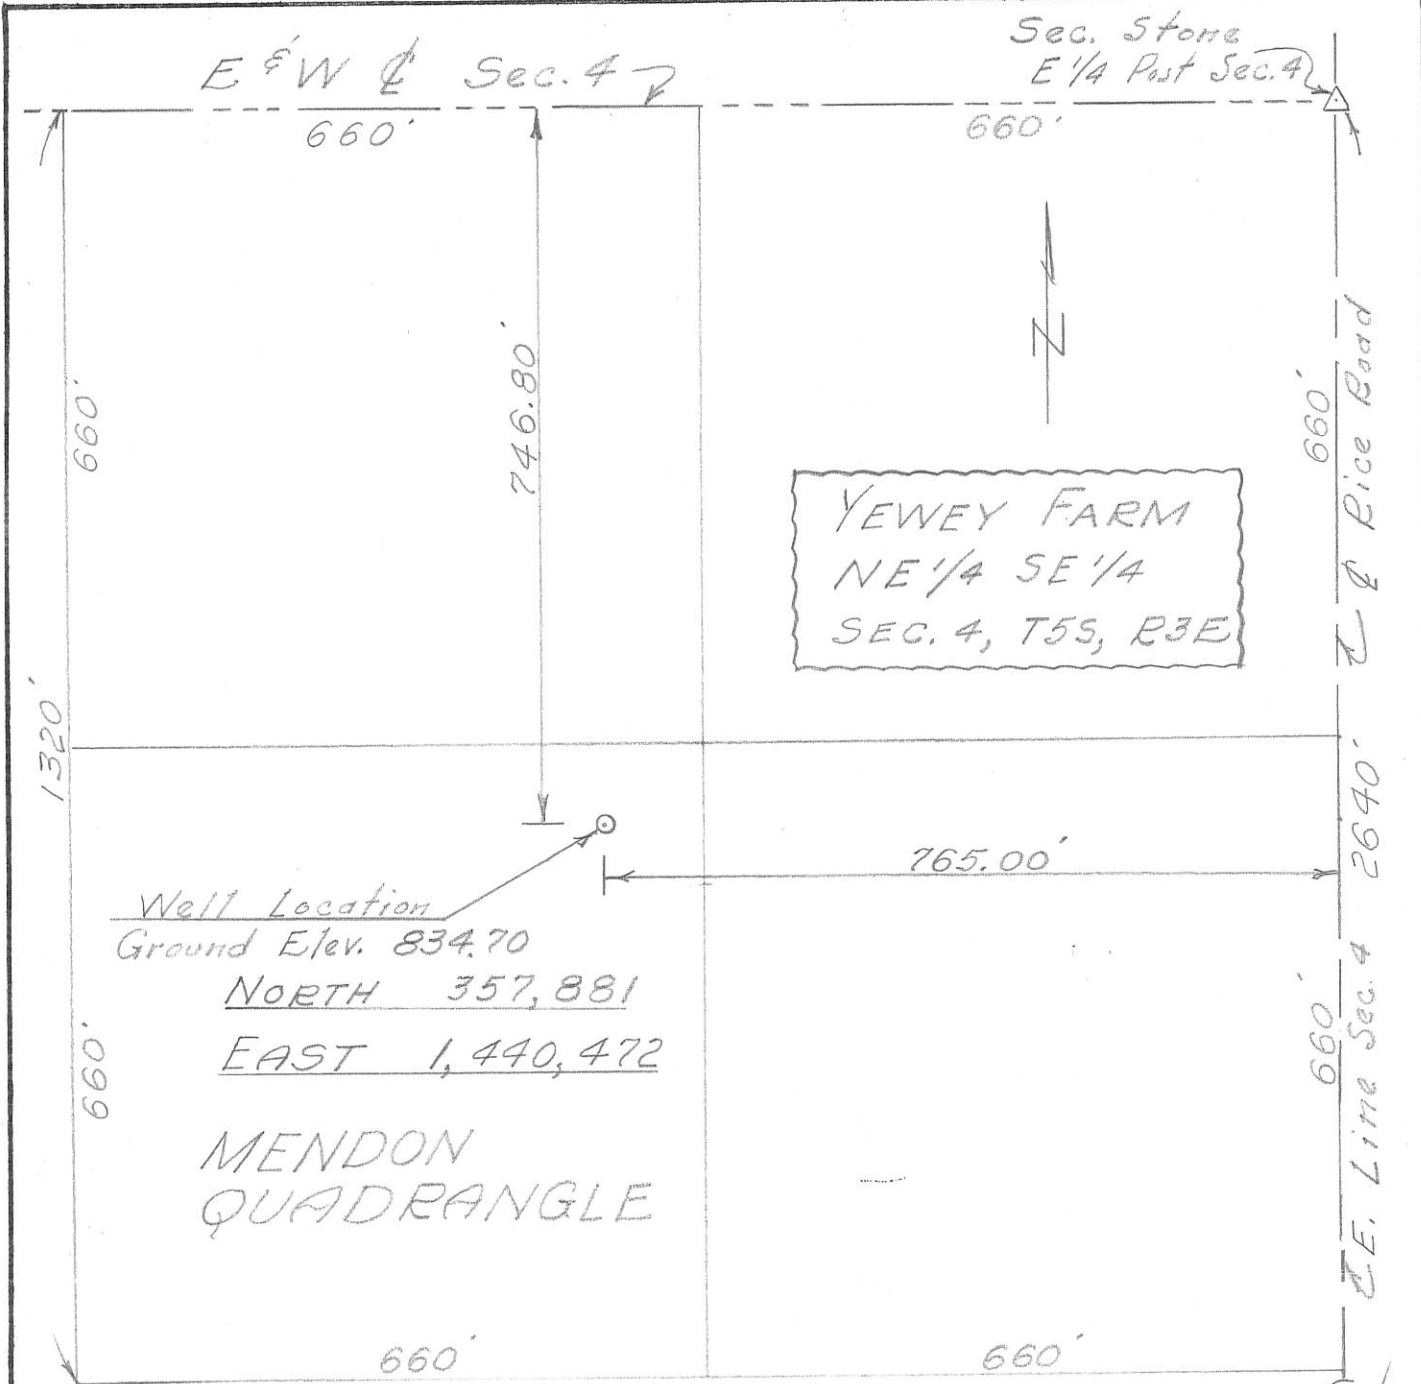 E & W ℄ Sec. 4
Sec. Stone
E 1/4 Post Sec. 4
660'
660'
660'
746.80'
N
660'
℄ Rice Road
YEWEY FARM
NE 1/4 SE 1/4
SEC. 4, T5S, R3E
1320'
2640'
765.00'
Well Location
Ground Elev. 834.70
NORTH 357,881
EAST 1,440,472
660'
660'
E. Line Sec. 4
MENDON
QUADRANGLE
660'
660'